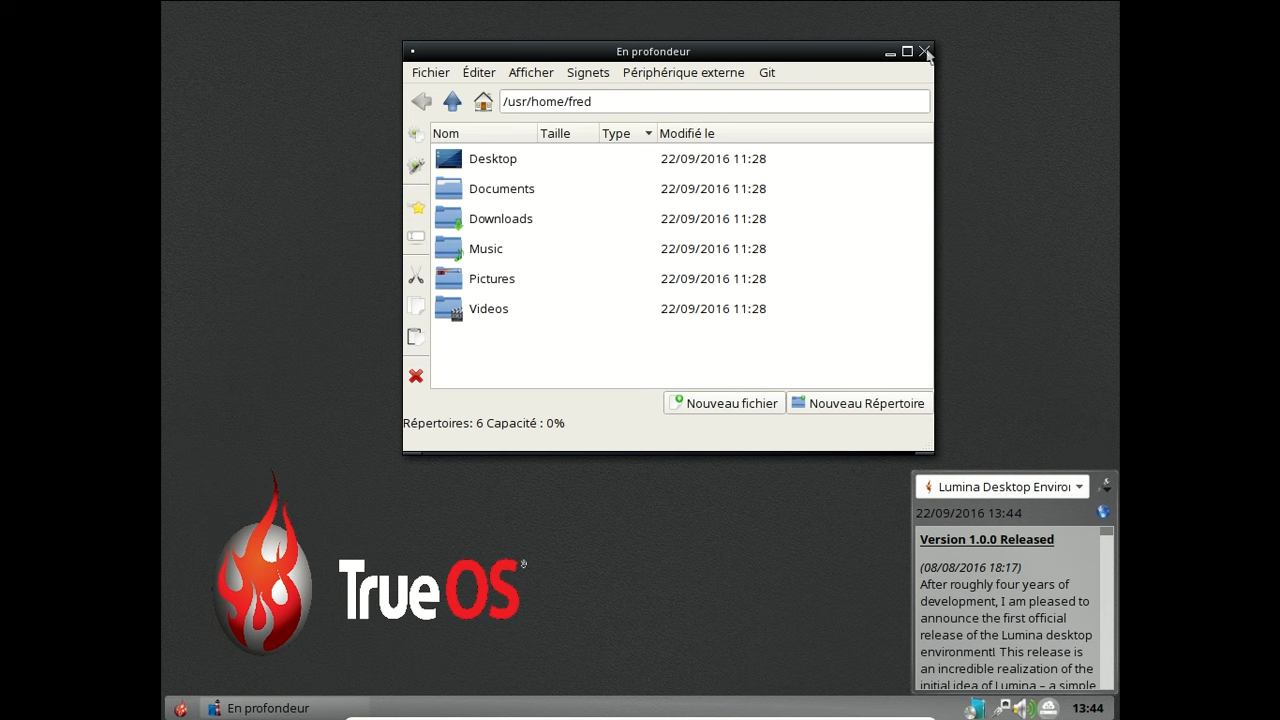 En profondeur
Fichier Éditer Afficher Signets Périphérique externe Git
/usr/home/fred
Nom Taille Type Modifié le
Desktop 22/09/2016 11:28
Documents 22/09/2016 11:28
Downloads 22/09/2016 11:28
Music 22/09/2016 11:28
Pictures 22/09/2016 11:28
Videos 22/09/2016 11:28
Nouveau fichier Nouveau Répertoire
Répertoires: 6 Capacité : 0%
TrueOS®
Lumina Desktop Enviro
22/09/2016 13:44
Version 1.0.0 Released
(08/08/2016 18:17)
After roughly four years of
development, I am pleased to
announce the first official
release of the Lumina desktop
environment! This release is
an incredible realization of the
initial idea of Lumina – a simple
En profondeur
13:44